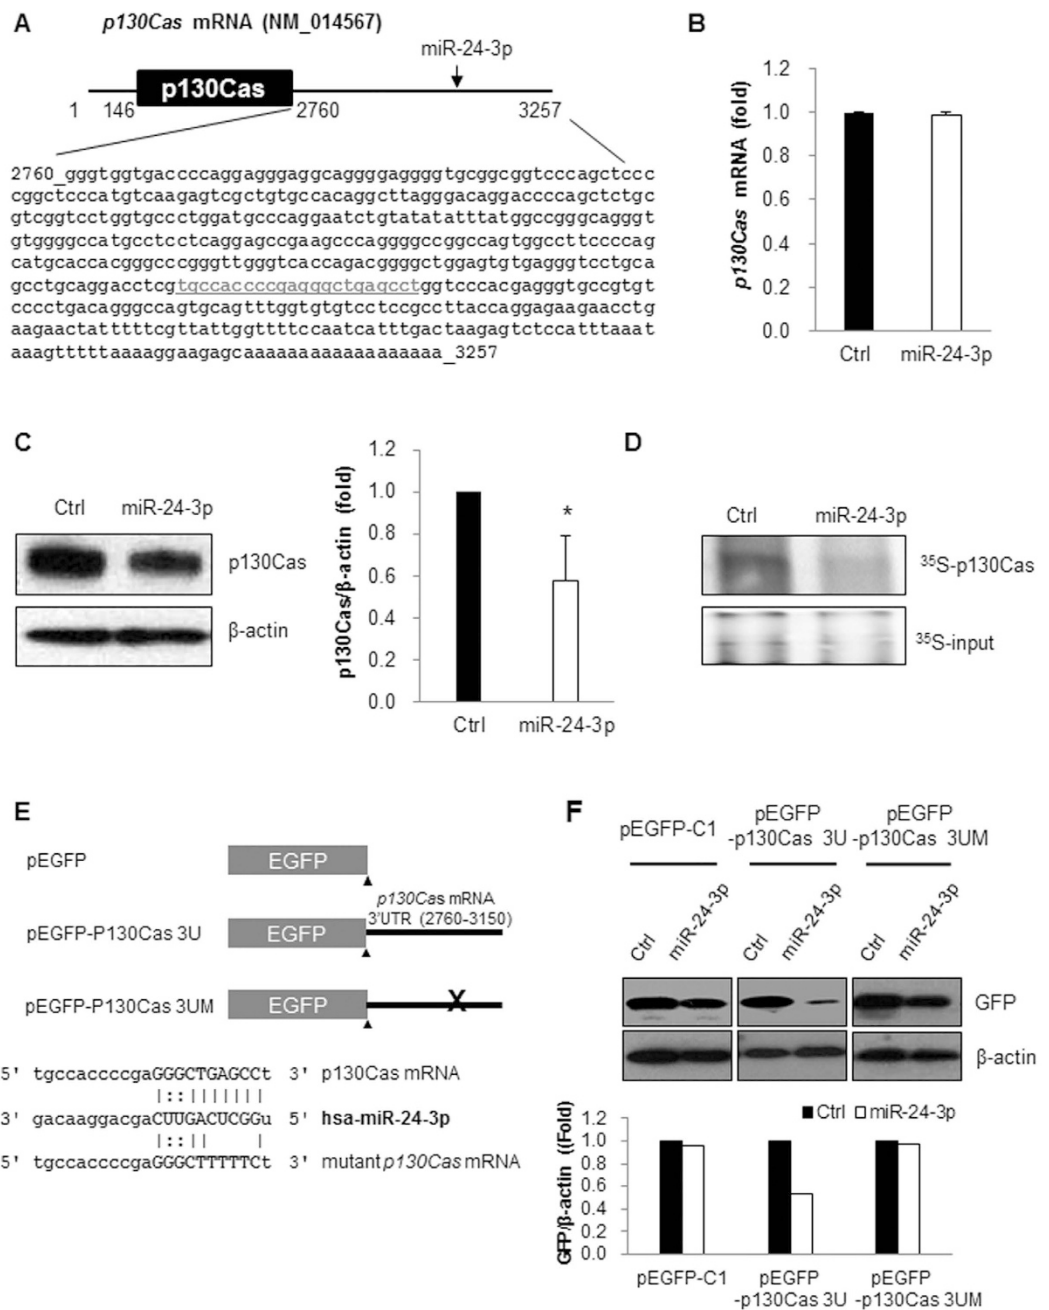 A
p130Cas mRNA (NM_014567)
miR-24-3p
p130Cas
1 146 2760 3257
2760_gggtggtgaccccaggagggaggcaggggaggggtgcggcggtcccagctccc
cggctcccatgtcaagagtcgctgtgccacaggcttagggacaggaccccagctctgc
gtcggtcctggtgccctggatgcccaggaatctgtatatatttatggccgggcagggt
gtggggccatgcctcctcaggagccgaagcccaggggccggccagtggccttccccag
catgcaccacgggcccgggttgggtcaccagacggggctggagtgtgagggtcctgca
gcctgcaggacctcgtgccaccccgagggctgagcctggtcccacgagggtgccgtgt
cccctgacagggccagtgcagtttggtgtgtcctccgccttaccaggagaagaacctg
aagaactatttttcgttattggttttccaatcatttgactaagagtctccatttaaat
aaagtttttaaaaggaagagcaaaaaaaaaaaaaaaaaa_3257
B
p130Cas mRNA (fold)
1.2
1.0
0.8
0.6
0.4
0.2
0.0
Ctrl miR-24-3p
C
Ctrl miR-24-3p
p130Cas
β-actin
p130Cas/β-actin (fold)
1.2
1.0
0.8
0.6
0.4
0.2
0.0
*
Ctrl miR-24-3p
D
Ctrl miR-24-3p
³⁵S-p130Cas
³⁵S-input
E
pEGFP
EGFP
p130Cas mRNA
3'UTR (2760-3150)
pEGFP-P130Cas 3U
EGFP
pEGFP-P130Cas 3UM
EGFP
X
5' tgccaccccgaGGGCTGAGCCt 3' p130Cas mRNA
3' gacaaggacgaCUUGACUCGGu 5' hsa-miR-24-3p
5' tgccaccccgaGGGCTTTTTCt 3' mutant p130Cas mRNA
F
pEGFP-C1
pEGFP
-p130Cas 3U
pEGFP
-p130Cas 3UM
Ctrl miR-24-3p Ctrl miR-24-3p Ctrl miR-24-3p
GFP
β-actin
Ctrl miR-24-3p
GFP/β-actin ((Fold)
1.2
1.0
0.8
0.6
0.4
0.2
0.0
pEGFP-C1
pEGFP
-p130Cas 3U
pEGFP
-p130Cas 3UM